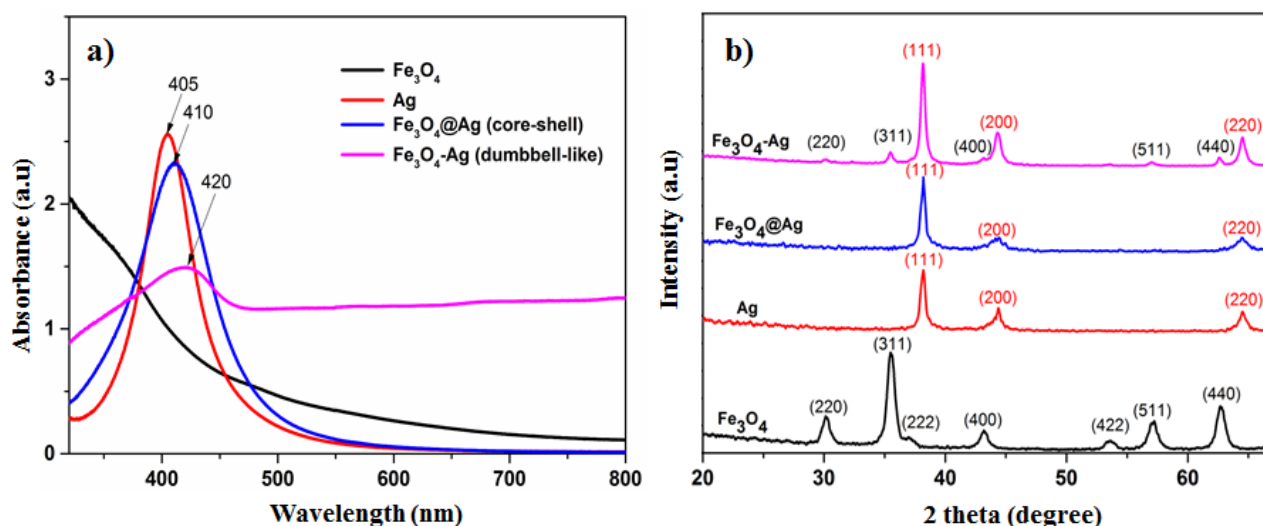 a)
405
410
420
Fe₃O₄
Ag
Fe₃O₄@Ag (core-shell)
Fe₃O₄-Ag (dumbbell-like)
3
2
1
0
400 500 600 700 800
Absorbance (a.u)
Wavelength (nm)
b)
Fe₃O₄-Ag
(220) (311) (111) (400) (200) (511) (440) (220)
Fe₃O₄@Ag
(111) (200) (220)
Ag
(111) (200) (220)
Fe₃O₄
(220) (311) (222) (400) (422) (511) (440)
20 30 40 50 60
Intensity (a.u)
2 theta (degree)